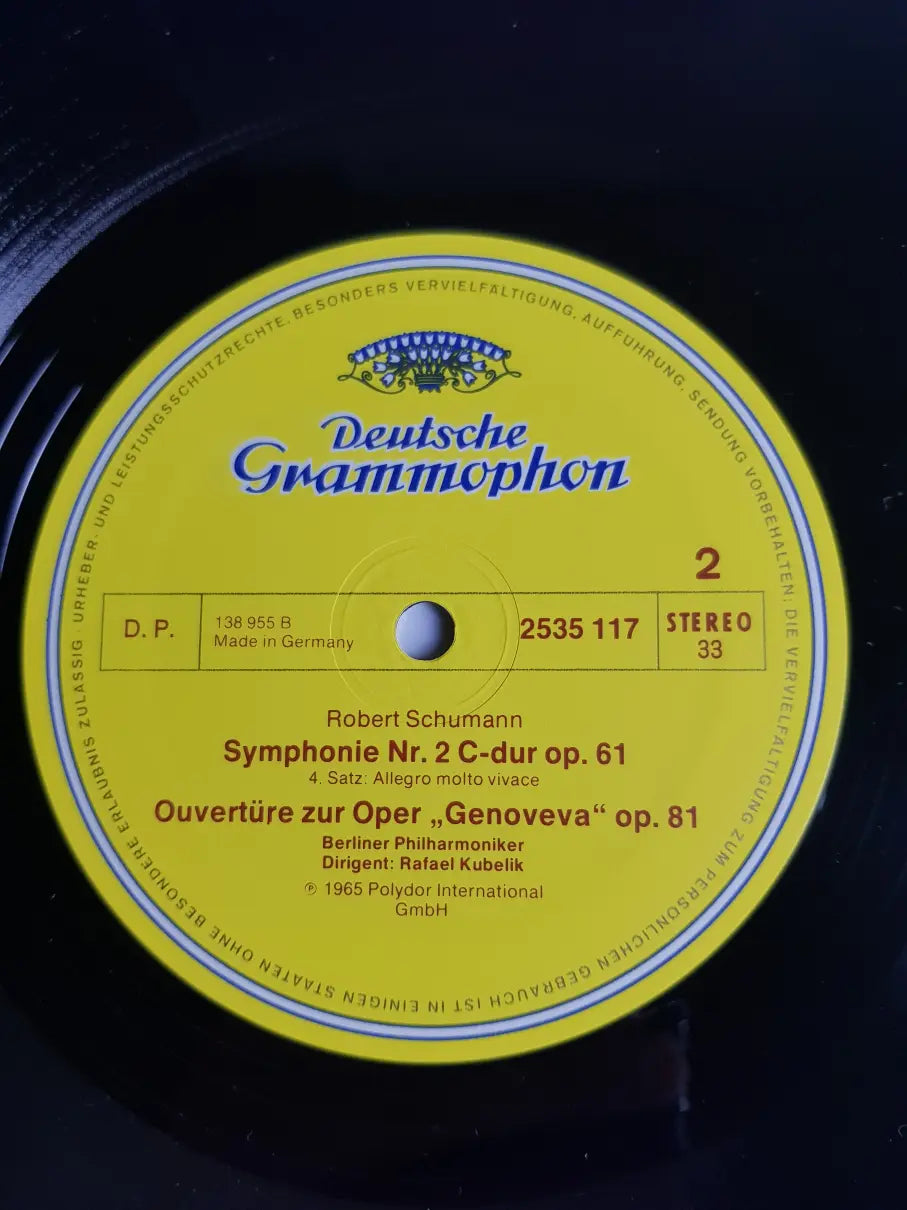 Deutsche
Grammophon
2
D. P.
138 955 B
Made in Germany
2535 117
STEREO
33
Robert Schumann
Symphonie Nr. 2 C-dur op. 61
4. Satz: Allegro molto vivace
Ouvertüre zur Oper „Genoveva“ op. 81
Berliner Philharmoniker
Dirigent: Rafael Kubelik
℗ 1965 Polydor International
GmbH
URHEBER- UND LEISTUNGSSCHUTZRECHTE, BESONDERS VERVIELFÄLTIGUNG, AUFFÜHRUNG, SENDUNG VORBEHALTEN; DIE VERVIELFÄLTIGUNG ZUM PERSÖNLICHEN GEBRAUCH IST IN EINIGEN STAATEN OHNE BESONDERE ERLAUBNIS ZULÄSSIG ·